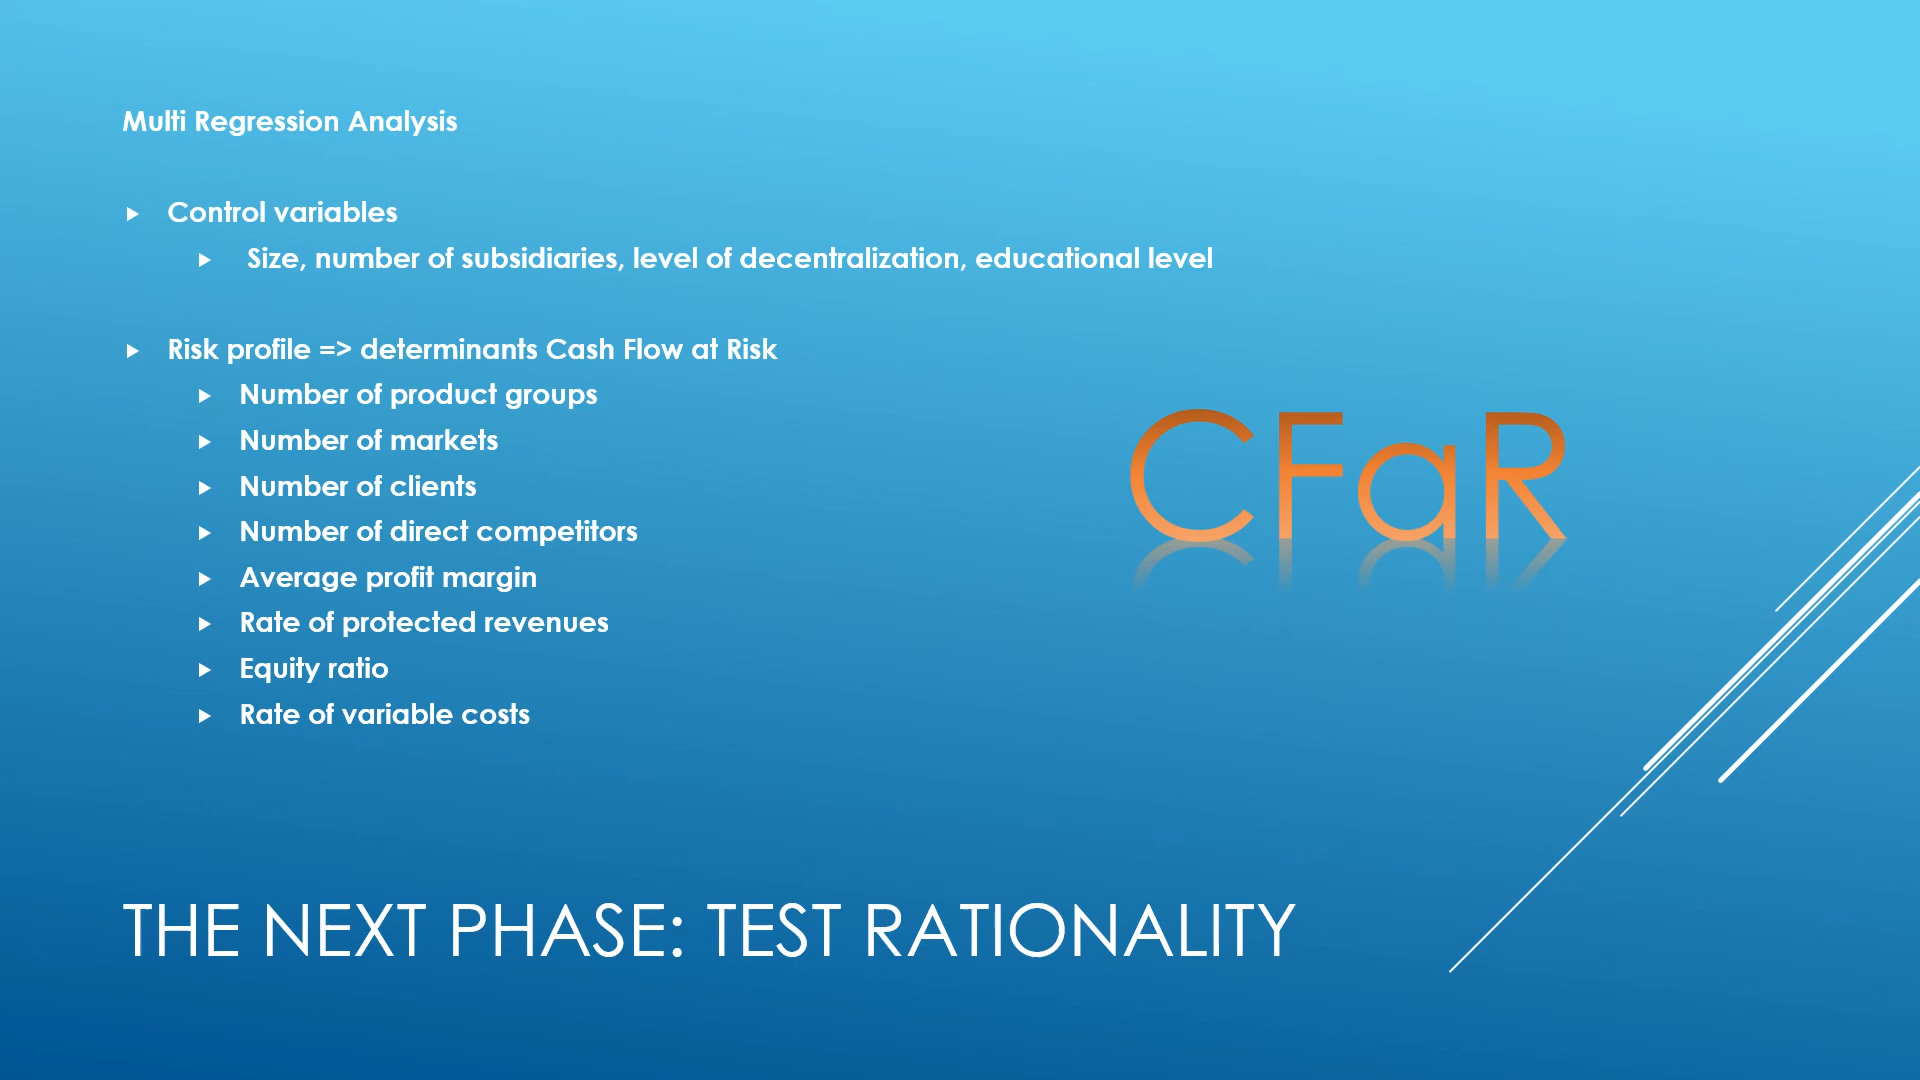 Multi Regression Analysis
Control variables
Size, number of subsidiaries, level of decentralization, educational level
Risk profile => determinants Cash Flow at Risk
Number of product groups
Number of markets
Number of clients
Number of direct competitors
Average profit margin
Rate of protected revenues
Equity ratio
Rate of variable costs
CFaR
THE NEXT PHASE: TEST RATIONALITY